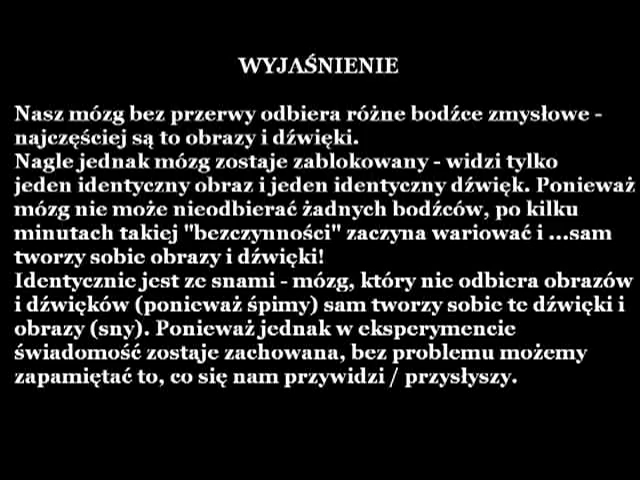 WYJAŚNIENIE
Nasz mózg bez przerwy odbiera różne bodźce zmysłowe -
najczęściej są to obrazy i dźwięki.
Nagle jednak mózg zostaje zablokowany - widzi tylko
jeden identyczny obraz i jeden identyczny dźwięk. Ponieważ
mózg nie może nieodbierać żadnych bodźców, po kilku
minutach takiej "bezczynności" zaczyna wariować i ...sam
tworzy sobie obrazy i dźwięki!
Identycznie jest ze snami - mózg, który nie odbiera obrazów
i dźwięków (ponieważ śpimy) sam tworzy sobie te dźwięki i
obrazy (sny). Ponieważ jednak w eksperymencie
świadomość zostaje zachowana, bez problemu możemy
zapamiętać to, co się nam przywidzi / przysłyszy.